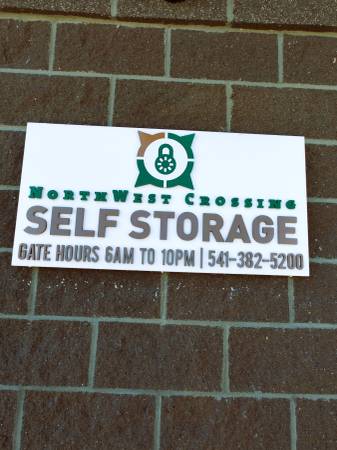 NORTHWEST CROSSING
SELF STORAGE
GATE HOURS 6AM TO 10PM | 541-382-5200